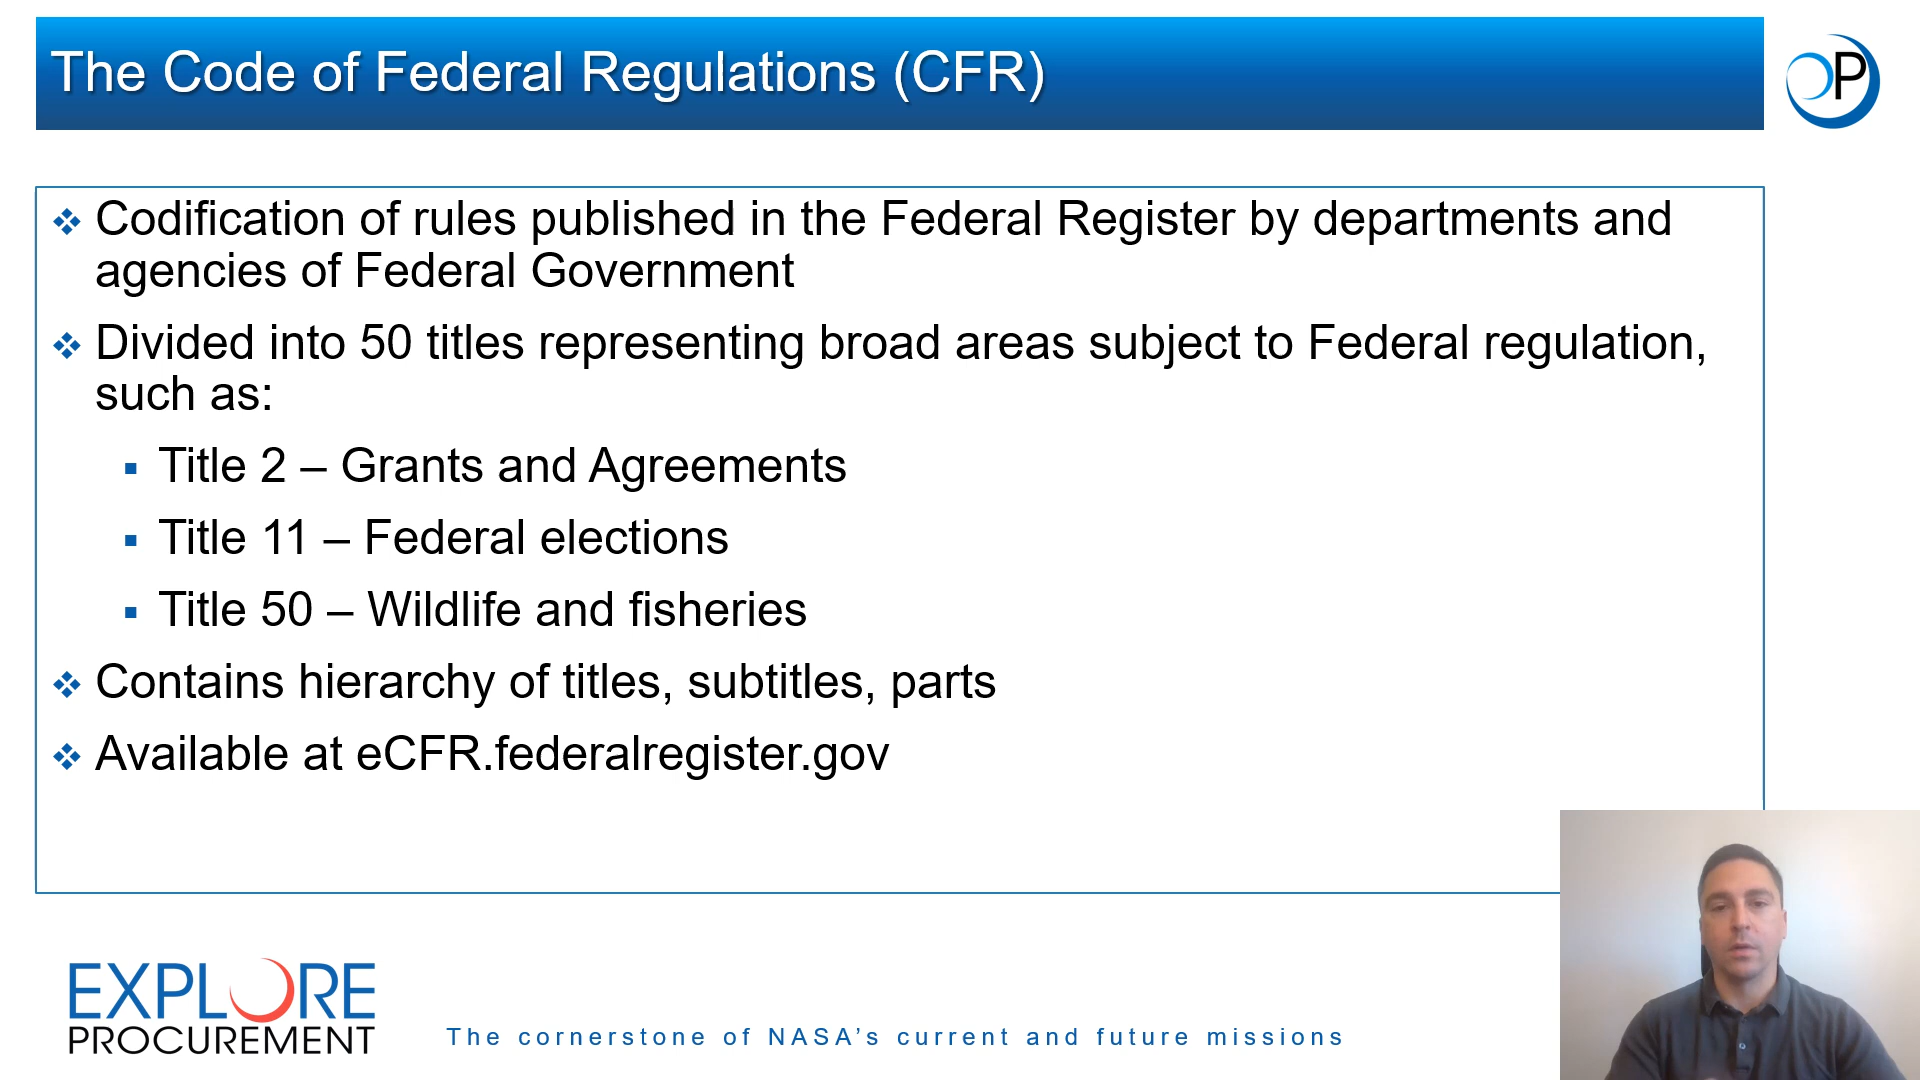 The Code of Federal Regulations (CFR)
OP
Codification of rules published in the Federal Register by departments and
agencies of Federal Government
Divided into 50 titles representing broad areas subject to Federal regulation,
such as:
Title 2 – Grants and Agreements
Title 11 – Federal elections
Title 50 – Wildlife and fisheries
Contains hierarchy of titles, subtitles, parts
Available at eCFR.federalregister.gov
EXPLORE
PROCUREMENT
The cornerstone of NASA’s current and future missions